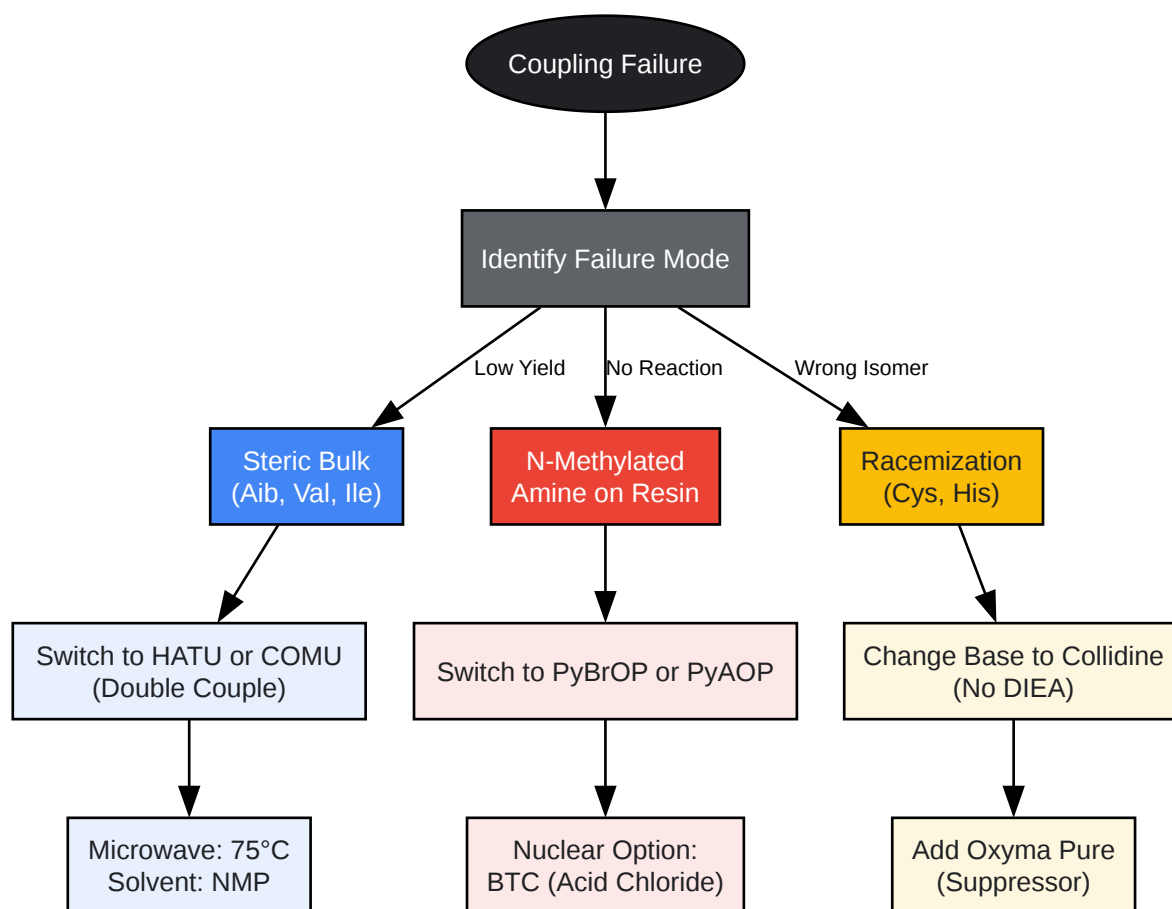 Coupling Failure
Identify Failure Mode
Low Yield
No Reaction
Wrong Isomer
Steric Bulk
(Aib, Val, Ile)
N-Methylated
Amine on Resin
Racemization
(Cys, His)
Switch to HATU or COMU
(Double Couple)
Switch to PyBrOP or PyAOP
Change Base to Collidine
(No DIEA)
Microwave: 75°C
Solvent: NMP
Nuclear Option:
BTC (Acid Chloride)
Add Oxyma Pure
(Suppressor)